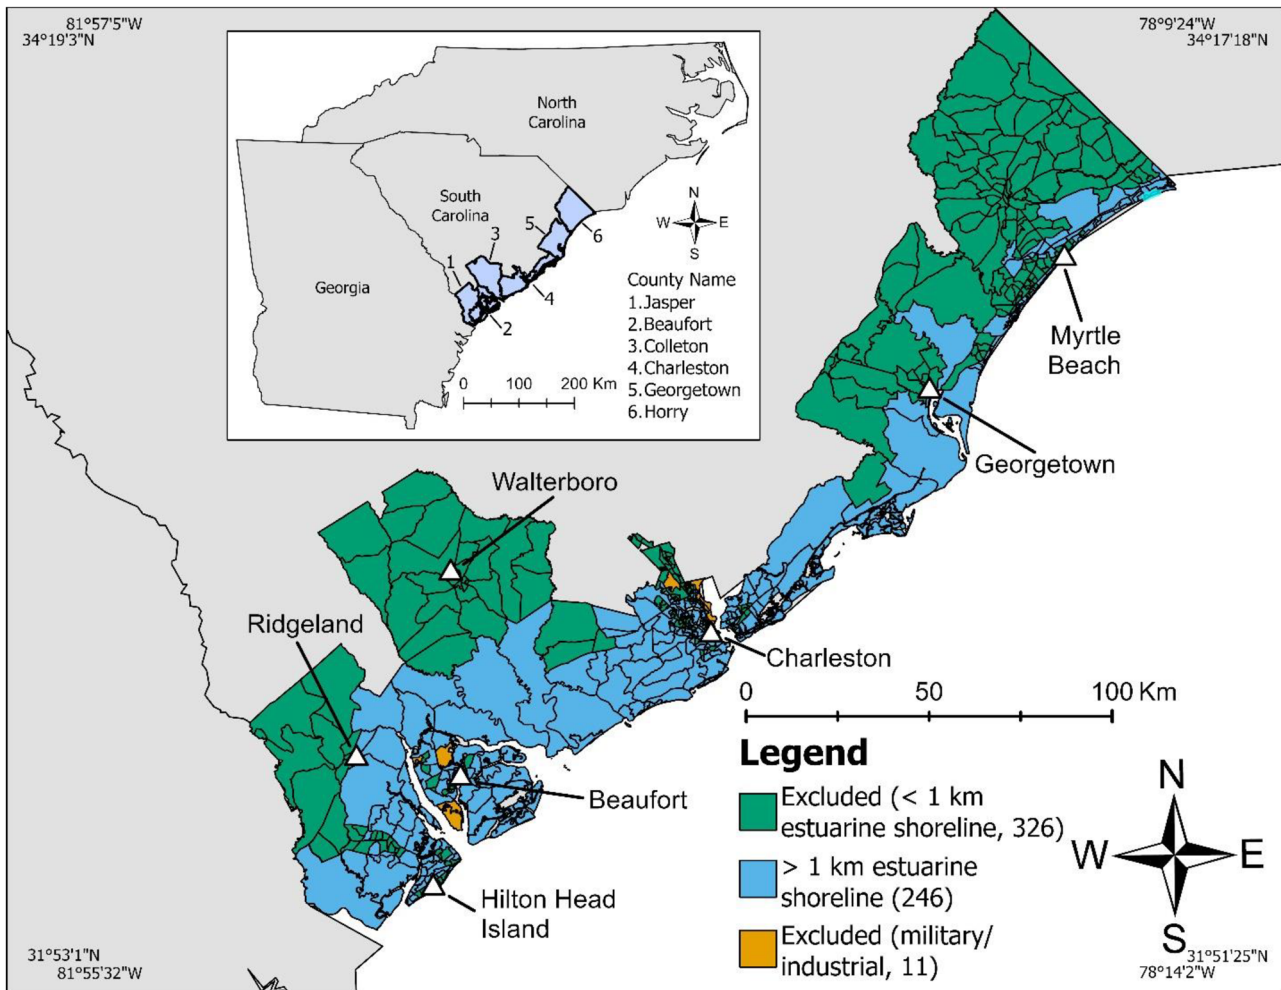 81°57'5"W
34°19'3"N
78°9'24"W
34°17'18"N
North
Carolina
South
Carolina
Georgia
N
W E
S
1
2
3
4
5
6
County Name
1.Jasper
2.Beaufort
3 Colleton
4.Charleston
5 Georgetown
6.Horry
0 100 200 Km
Myrtle
Beach
Georgetown
Walterboro
Ridgeland
Charleston
Beaufort
Hilton Head
Island
0 50 100 Km
Legend
Excluded (< 1 km
estuarine shoreline, 326)
> 1 km estuarine
shoreline (246)
Excluded (military/
industrial, 11)
N
W E
S
31°53'1"N
81°55'32"W
31°51'25"N
78°14'2"W